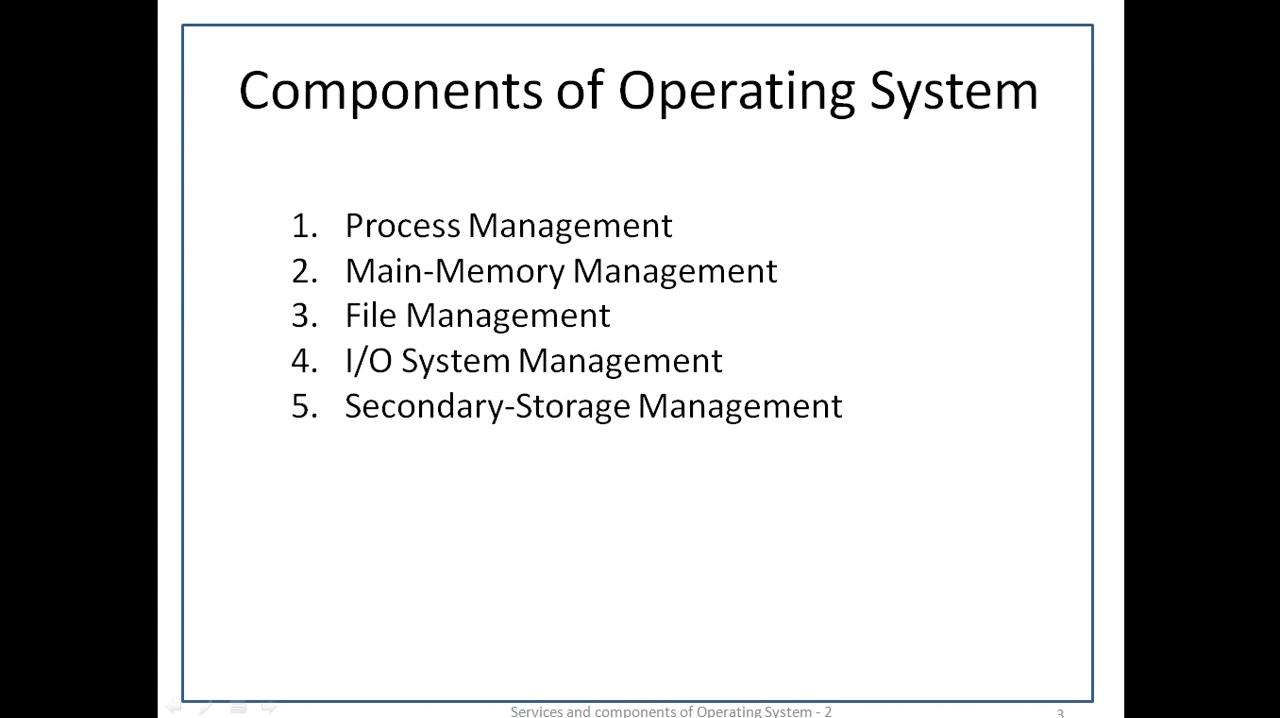 Components of Operating System
1. Process Management
2. Main-Memory Management
3. File Management
4. I/O System Management
5. Secondary-Storage Management
Services and components of Operating System - 2
3